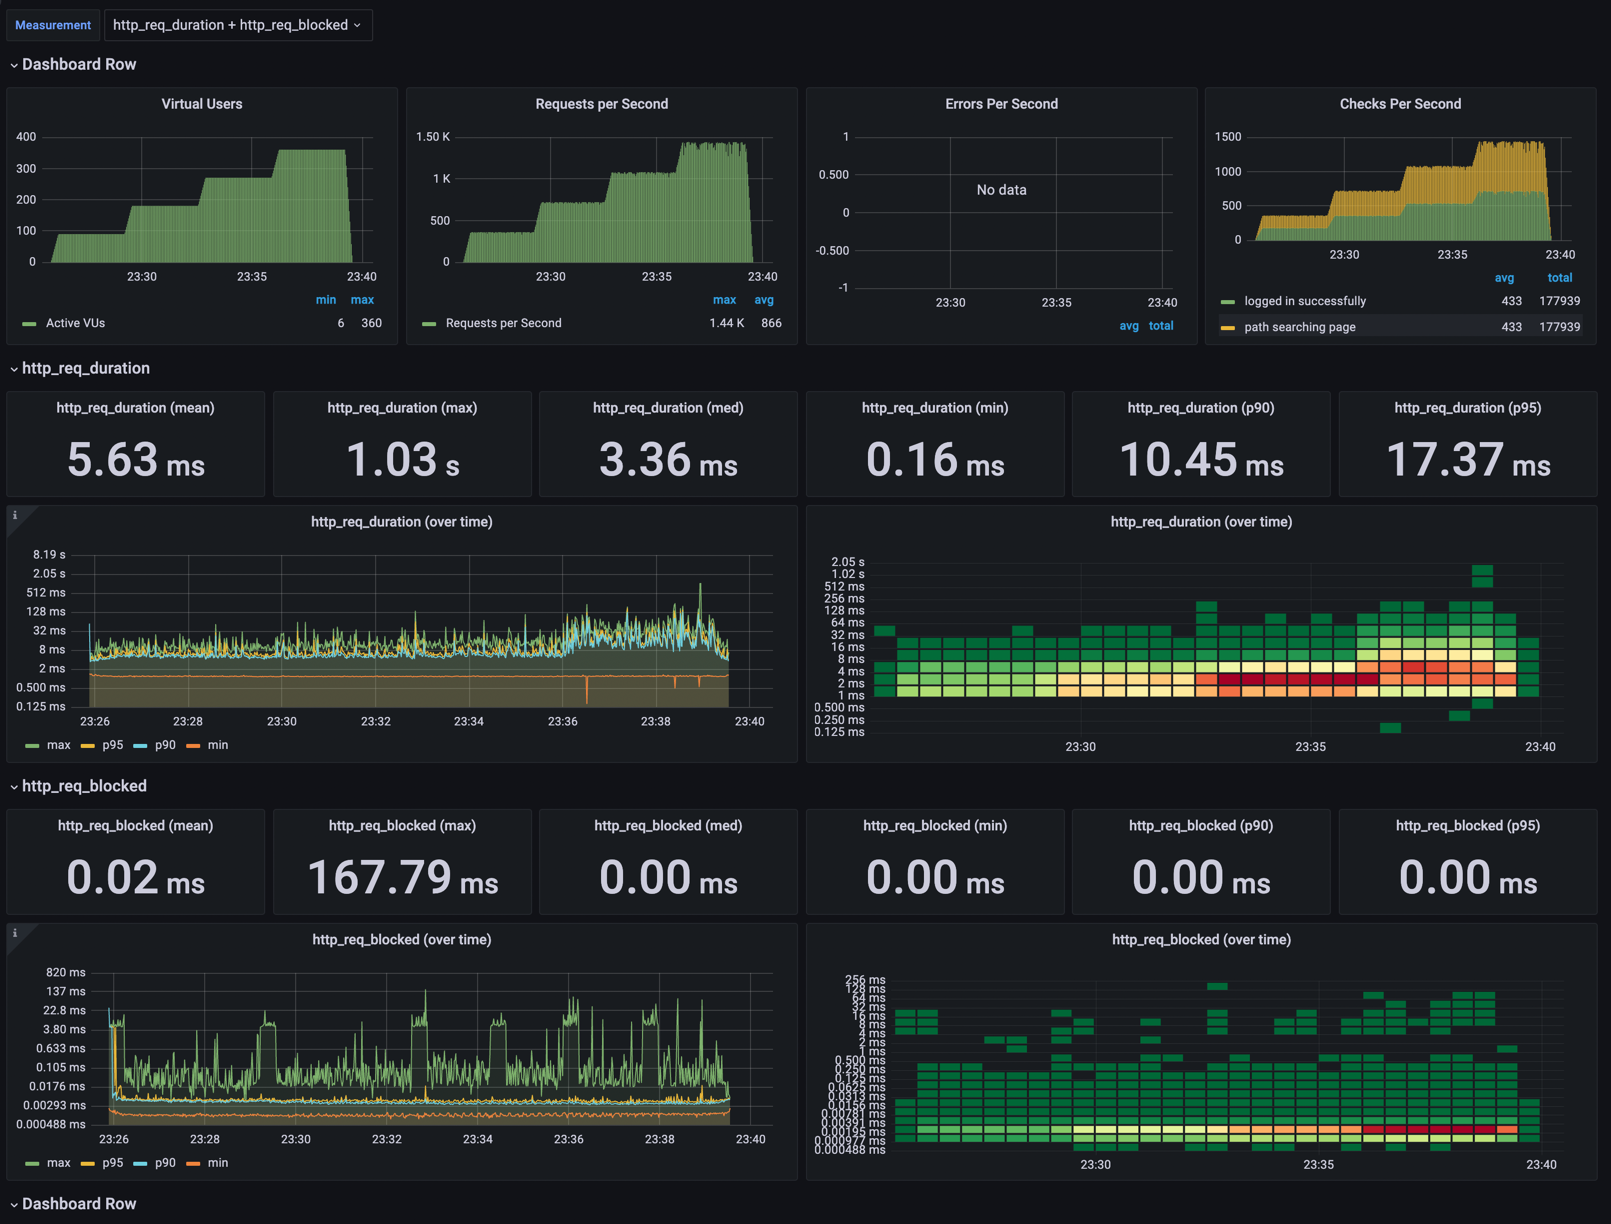 Measurement http_req_duration + http_req_blocked
Dashboard Row
Virtual Users
400
300
200
100
0
23:30 23:35 23:40
min max
Active VUs 6 360
Requests per Second
1.50 K
1 K
500
0
23:30 23:35 23:40
max avg
Requests per Second 1.44 K 866
Errors Per Second
1
0.500
0
-0.500
-1
No data
23:30 23:35 23:40
avg total
Checks Per Second
1500
1000
500
0
23:30 23:35 23:40
avg total
logged in successfully 433 177939
path searching page 433 177939
http_req_duration
http_req_duration (mean)
5.63 ms
http_req_duration (max)
1.03 s
http_req_duration (med)
3.36 ms
http_req_duration (min)
0.16 ms
http_req_duration (p90)
10.45 ms
http_req_duration (p95)
17.37 ms
i
http_req_duration (over time)
8.19 s
2.05 s
512 ms
128 ms
32 ms
8 ms
2 ms
0.500 ms
0.125 ms
23:26 23:28 23:30 23:32 23:34 23:36 23:38 23:40
max p95 p90 min
http_req_duration (over time)
2.05 s
1.02 s
512 ms
256 ms
128 ms
64 ms
32 ms
16 ms
8 ms
4 ms
2 ms
1 ms
0.500 ms
0.250 ms
0.125 ms
23:30 23:35 23:40
http_req_blocked
http_req_blocked (mean)
0.02 ms
http_req_blocked (max)
167.79 ms
http_req_blocked (med)
0.00 ms
http_req_blocked (min)
0.00 ms
http_req_blocked (p90)
0.00 ms
http_req_blocked (p95)
0.00 ms
i
http_req_blocked (over time)
820 ms
137 ms
22.8 ms
3.80 ms
0.633 ms
0.105 ms
0.0176 ms
0.00293 ms
0.000488 ms
23:26 23:28 23:30 23:32 23:34 23:36 23:38 23:40
max p95 p90 min
http_req_blocked (over time)
256 ms
128 ms
64 ms
32 ms
16 ms
8 ms
4 ms
2 ms
1 ms
0.500 ms
0.250 ms
0.125 ms
0.0625 ms
0.0313 ms
0.0156 ms
0.00781 ms
0.00391 ms
0.00195 ms
0.000977 ms
0.000488 ms
23:30 23:35 23:40
Dashboard Row